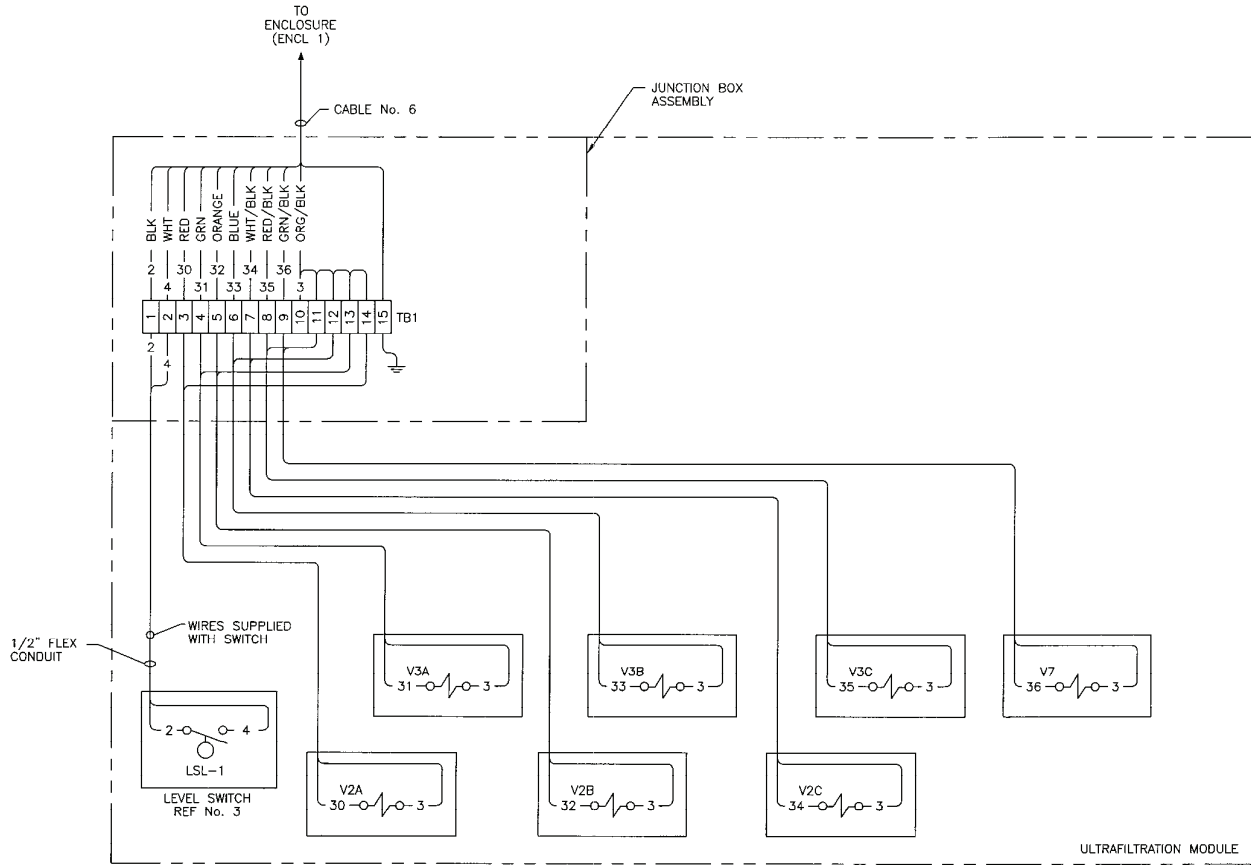 TO
ENCLOSURE
(ENCL 1)
CABLE No. 6
JUNCTION BOX
ASSEMBLY
BLK
WHT
RED
GRN
ORANGE
BLUE
WHT/BLK
RED/BLK
GRN/BLK
ORG/BLK
2 30 32 34 36
4 31 33 35 3
1 2 3 4 5 6 7 8 9 10 11 12 13 14 15 TB1
2
4
WIRES SUPPLIED
WITH SWITCH
1/2" FLEX
CONDUIT
V3A
31 3
V3B
33 3
V3C
35 3
V7
36 3
2 4
LSL-1
LEVEL SWITCH
REF No. 3
V2A
30 3
V2B
32 3
V2C
34 3
ULTRAFILTRATION MODULE